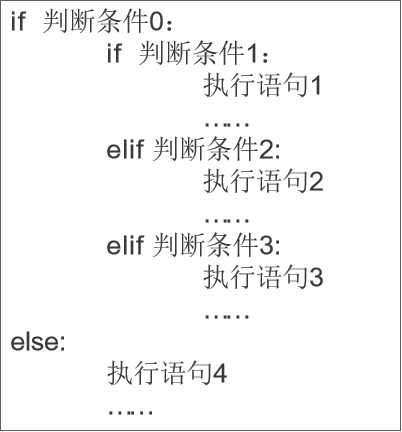 if 判断条件0：
if 判断条件1：
执行语句1
……
elif 判断条件2:
执行语句2
……
elif 判断条件3:
执行语句3
……
else:
执行语句4
……